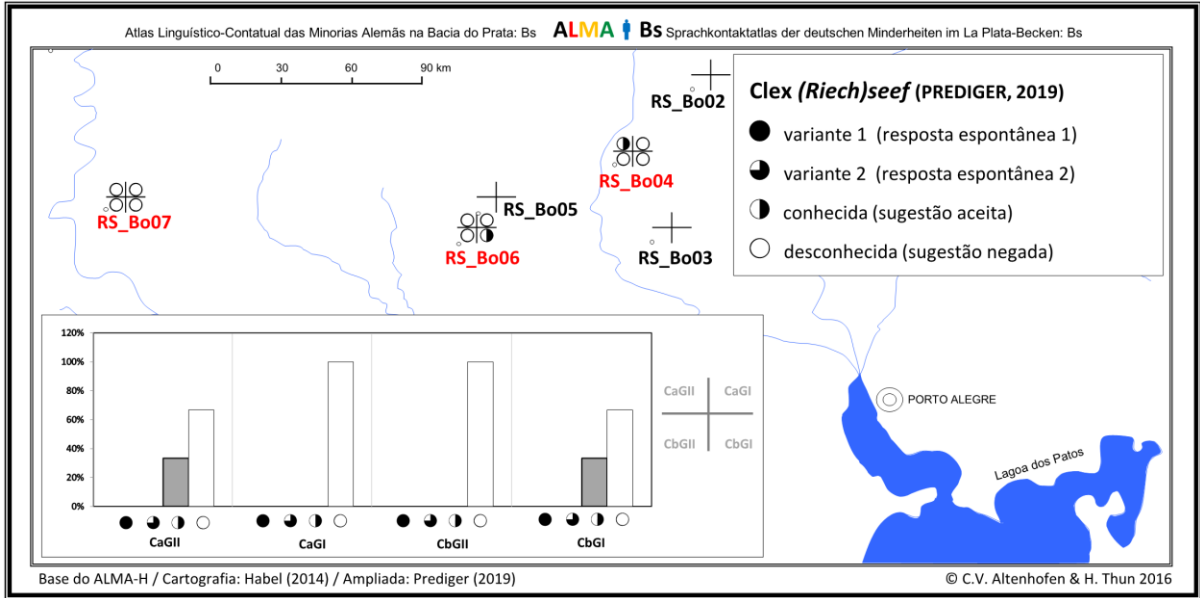 Atlas Linguístico-Contatual das Minorias Alemãs na Bacia do Prata: Bs ALMA Bs Sprachkontaktatlas der deutschen Minderheiten im La Plata-Becken: Bs
0 30 60 90 km
RS_Bo02
RS_Bo04
RS_Bo07
RS_Bo05
RS_Bo06
RS_Bo03
Clex (Riech)seef (PREDIGER, 2019)
variante 1 (resposta espontânea 1)
variante 2 (resposta espontânea 2)
conhecida (sugestão aceita)
desconhecida (sugestão negada)
120%
100%
80%
60%
40%
20%
0%
CaGII CaGI CbGII CbGI
CaGII CaGI
CbGII CbGI
PORTO ALEGRE
Lagoa dos Patos
Base do ALMA-H / Cartografia: Habel (2014) / Ampliada: Prediger (2019)
© C.V. Altenhofen & H. Thun 2016